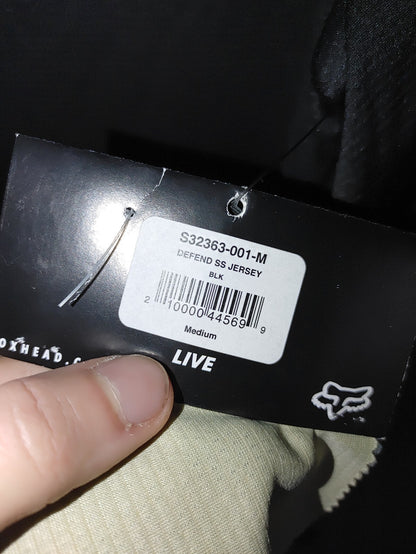 S32363-001-M
DEFEND SS JERSEY
BLK
2 10000 44569 9
Medium
LIVE